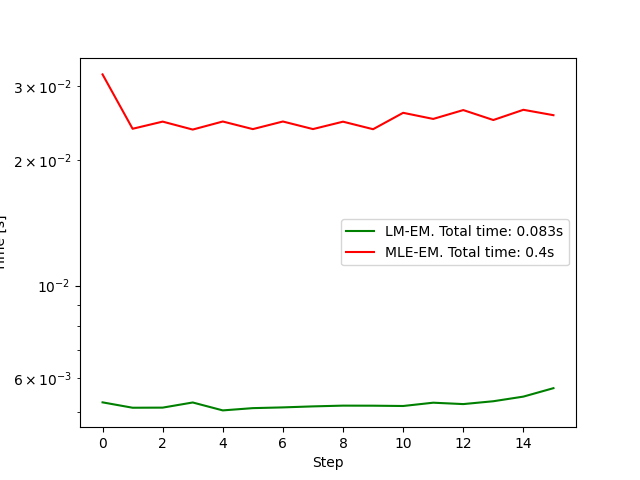 3 × 10⁻²
2 × 10⁻²
10⁻²
6 × 10⁻³
LM-EM. Total time: 0.083s
MLE-EM. Total time: 0.4s
0 2 4 6 8 10 12 14
Step